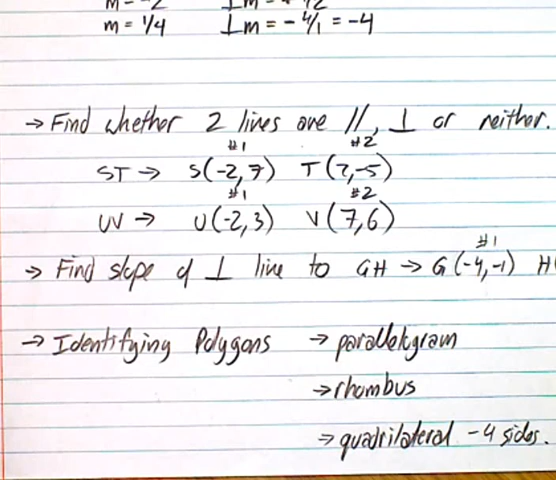 m = -2 ⊥m =
m = 1/4 ⊥m = -4/1 = -4
→ Find whether 2 lines are //, ⊥ or neither.
#1 #2
ST → S(-2, 7) T(2,-5)
#1 #2
UV → U(-2,3) V(7,6)
#1
→ Find slope of ⊥ line to GH → G(-4,-1) H(
→ Identifying Polygons → parallelogram
→ rhombus
→ quadrilateral - 4 sides.